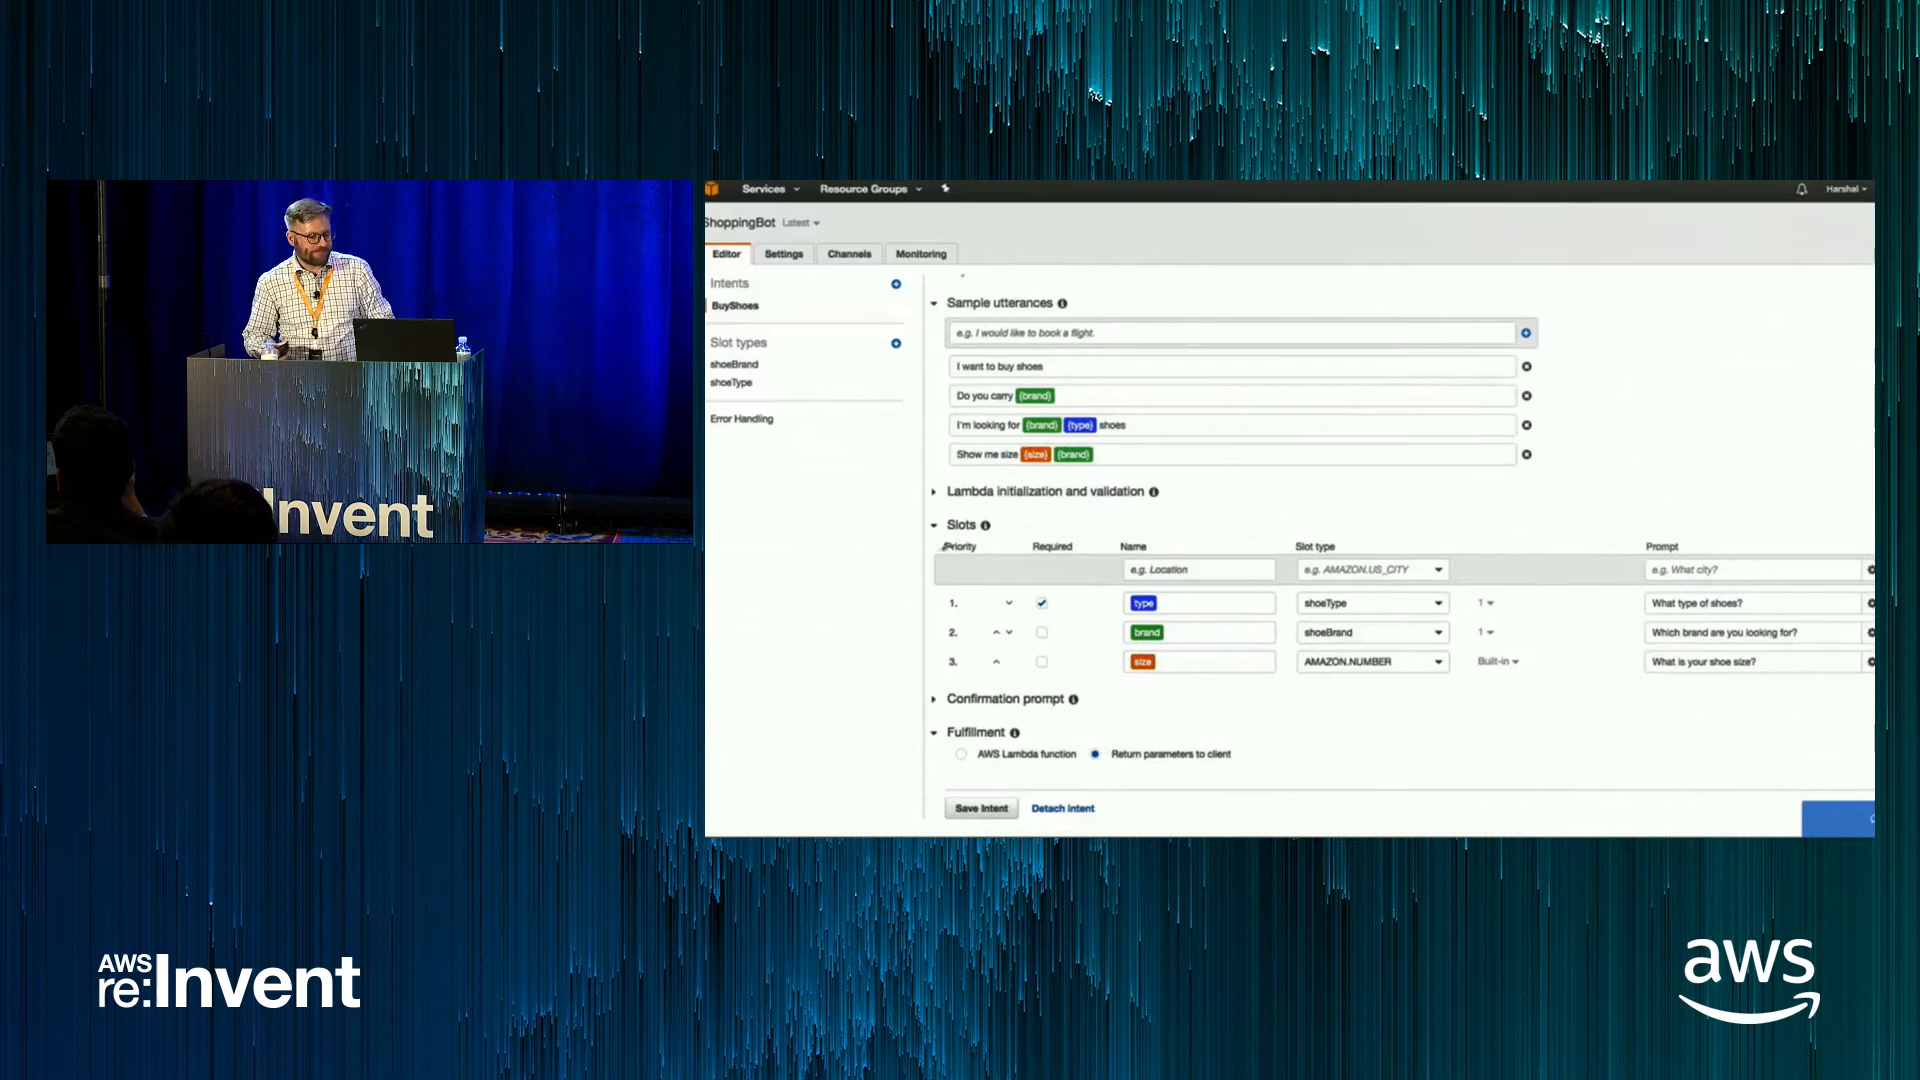 Services
Resource Groups
Harshal
ShoppingBot Latest
Editor
Settings
Channels
Monitoring
Intents
BuyShoes
Slot types
shoeBrand
shoeType
Error Handling
Sample utterances
e.g. I would like to book a flight.
I want to buy shoes
Do you carry {brand}
I'm looking for {brand} {type} shoes
Show me size {size} {brand}
Lambda initialization and validation
Slots
Priority Required Name Slot type Prompt
e.g. Location e.g. AMAZON.US_CITY e.g. What city?
1. type shoeType 1 What type of shoes?
2. brand shoeBrand 1 Which brand are you looking for?
3. size AMAZON.NUMBER Built-in What is your shoe size?
Confirmation prompt
Fulfillment
AWS Lambda function Return parameters to client
Save Intent Detach intent
Invent
AWS
re:Invent
aws